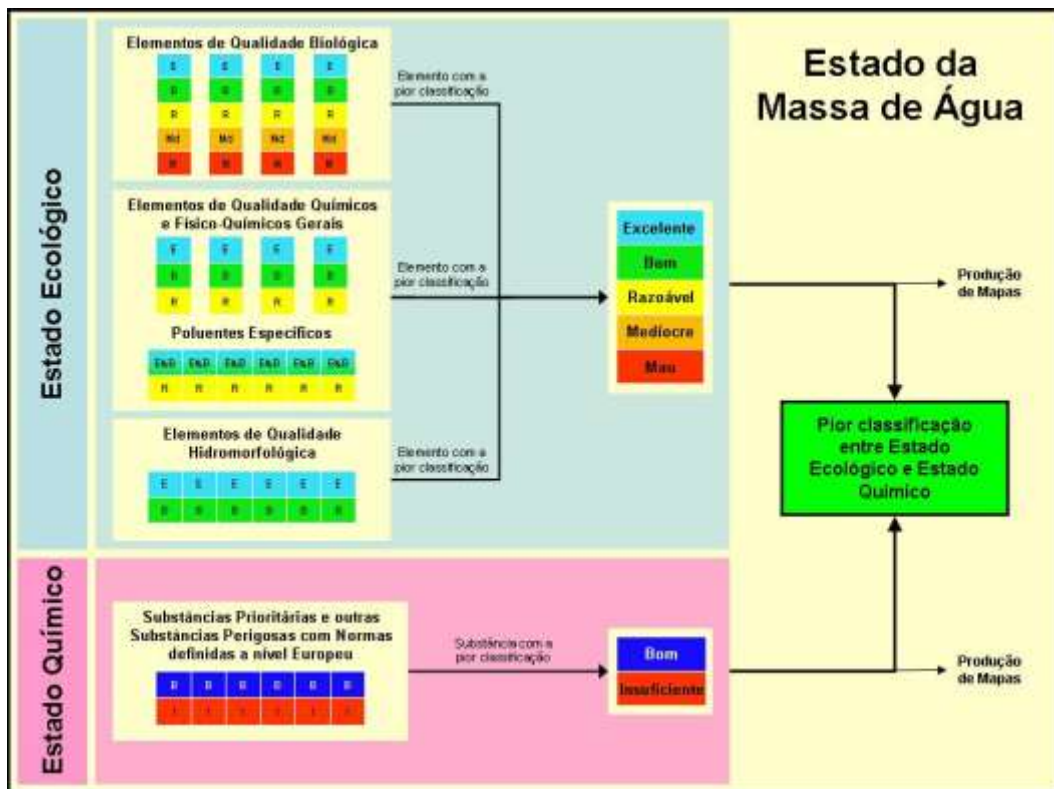 Estado da
Massa de Água
Estado Ecológico
Elementos de Qualidade Biológica
E E E E
B B B B
R R R R
Md Md Md Md
M M M M
Elemento com a
pior classificação
Elementos de Qualidade Químicos
e Físico-Químicos Gerais
E E E E
B B B B
R R R R
Elemento com a
pior classificação
Poluentes Específicos
E&B E&B E&B E&B E&B E&B
R R R R R R
Elementos de Qualidade
Hidromorfológica
E E E E E E
B B B B B B
Elemento com a
pior classificação
Excelente
Bom
Razoável
Medíocre
Mau
Produção
de Mapas
Pior classificação
entre Estado
Ecológico e Estado
Químico
Estado Químico
Substâncias Prioritárias e outras
Substâncias Perigosas com Normas
definidas a nível Europeu
B B B B B B
I I I I I I
Substância com a
pior classificação
Bom
Insuficiente
Produção
de Mapas